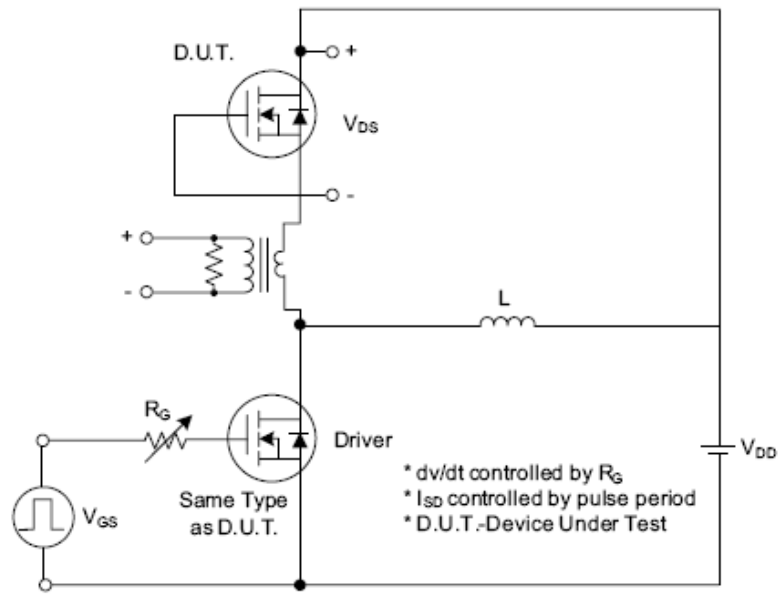 D.U.T.
+
VDS
-
+
-
L
RG
Driver
VDD
* dv/dt controlled by RG
* ISD controlled by pulse period
* D.U.T.-Device Under Test
Same Type
as D.U.T.
VGS